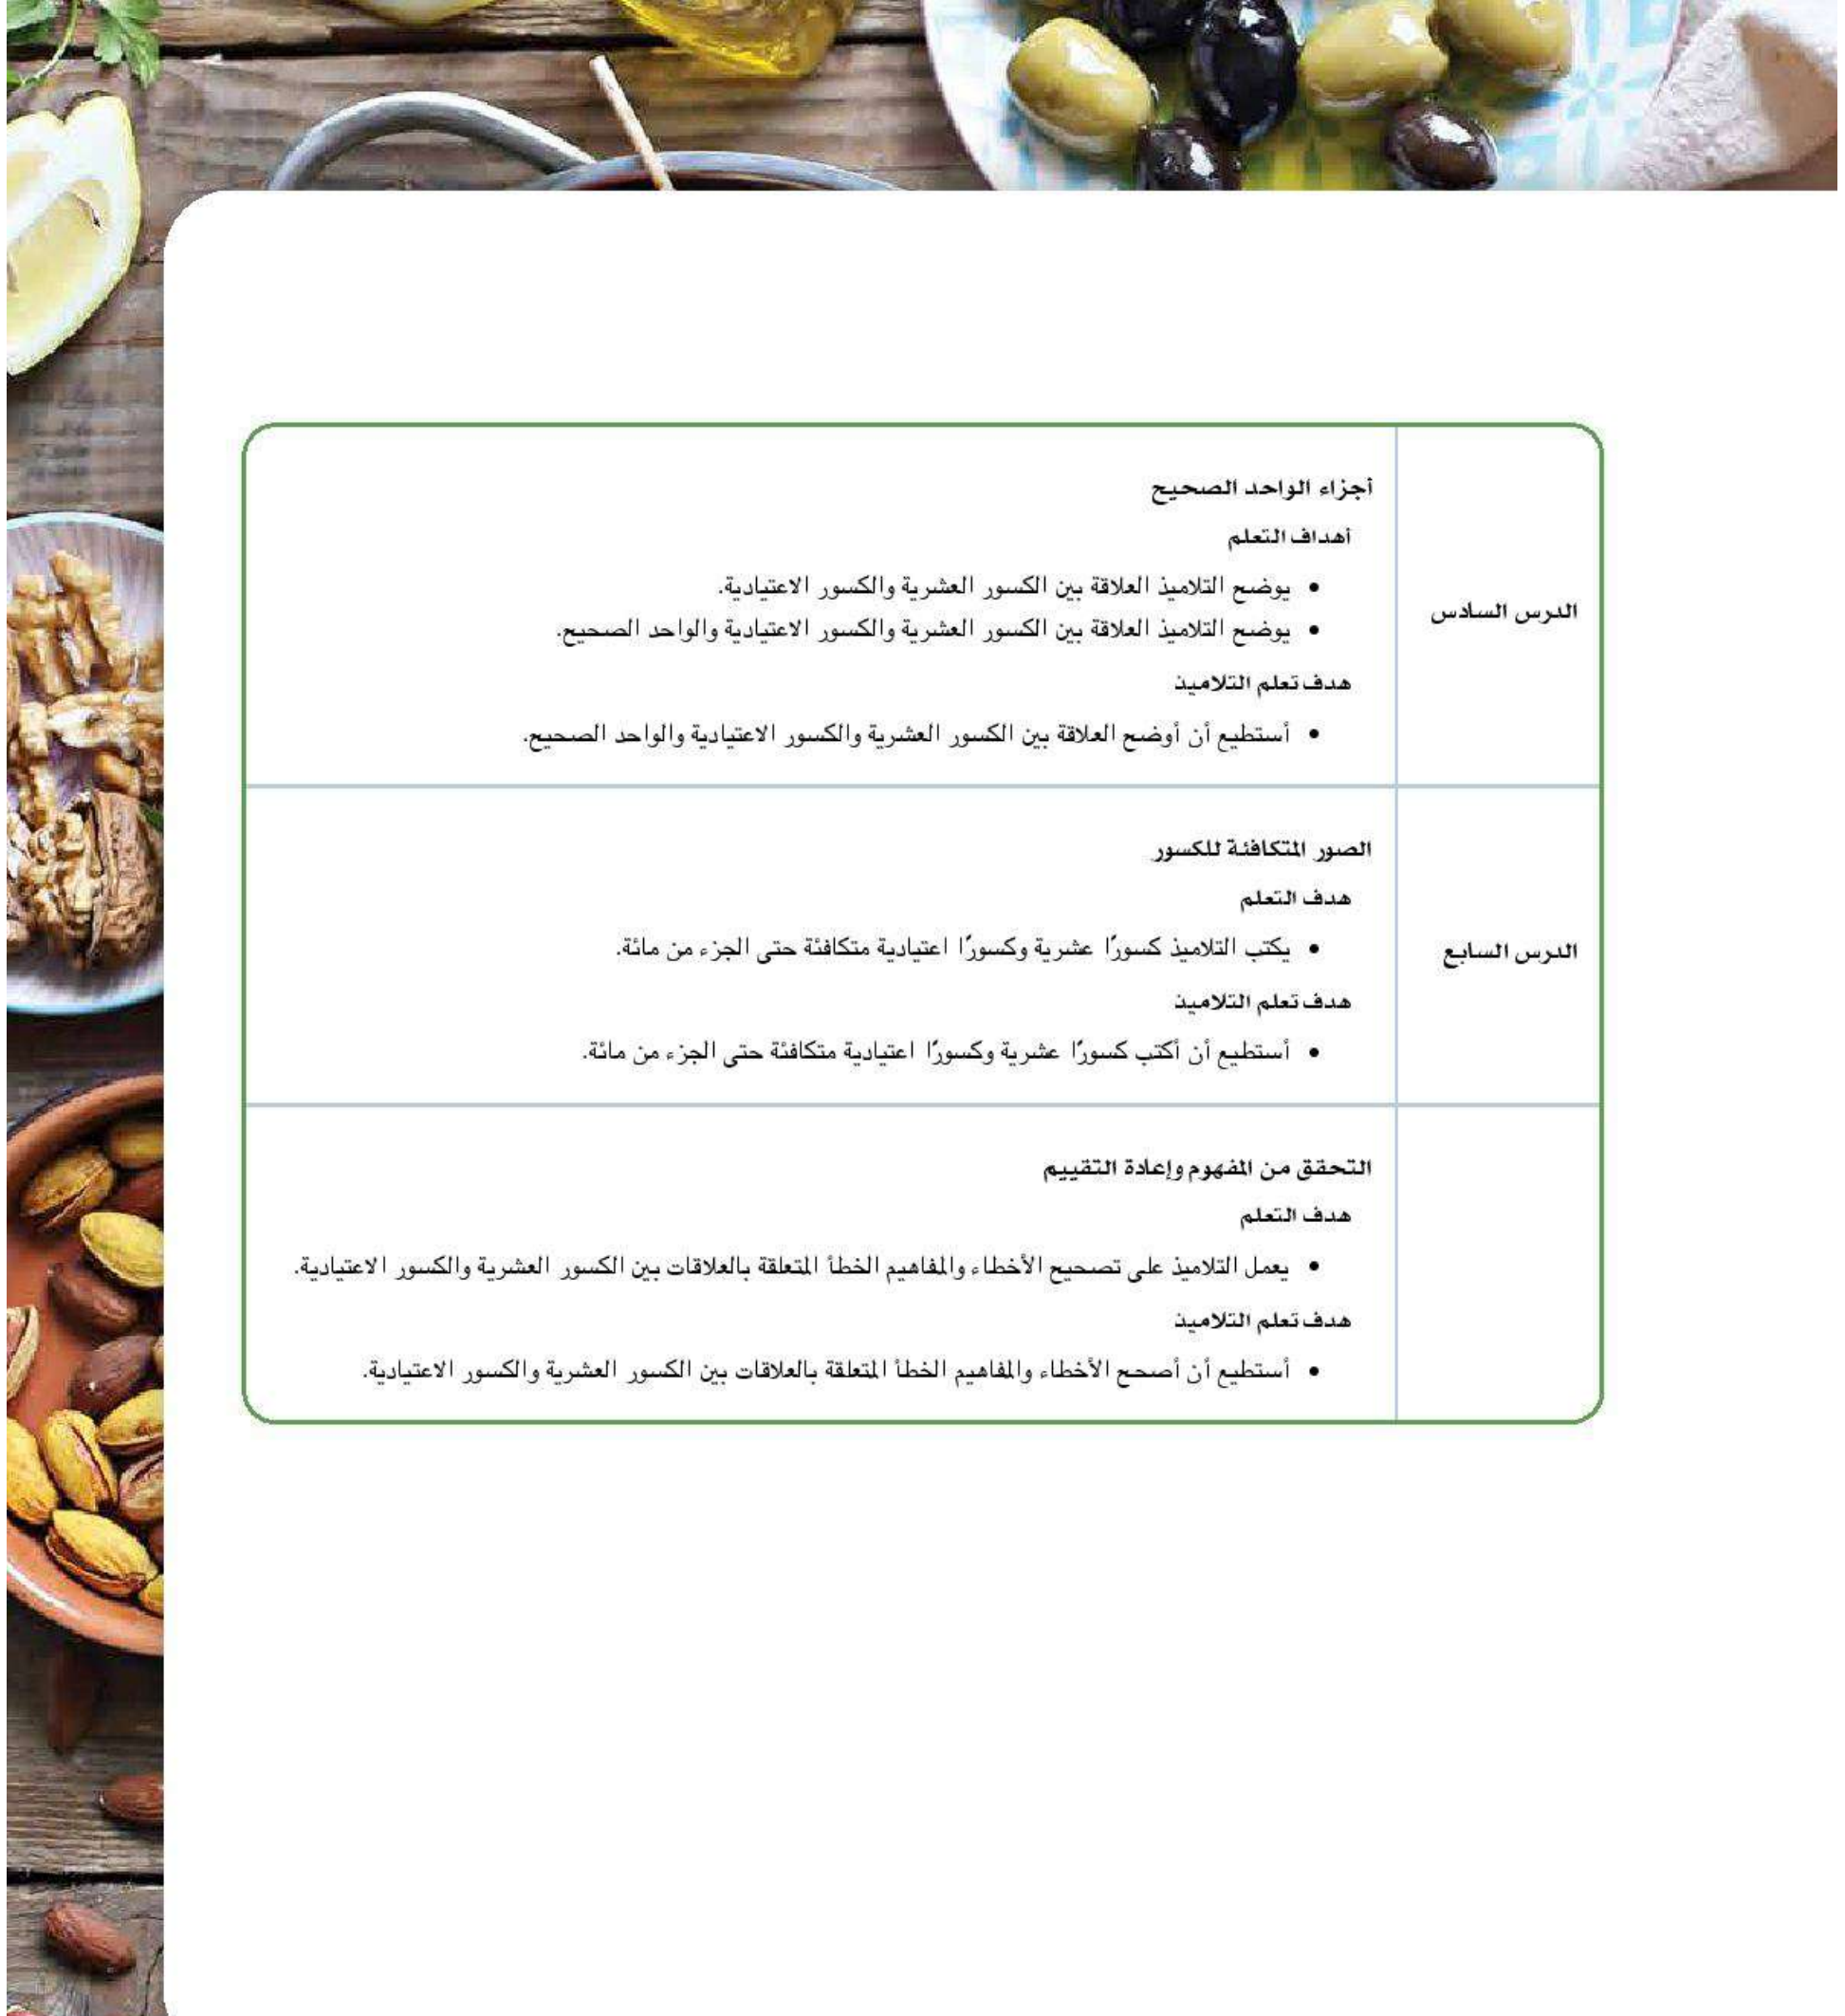 أجزاء الواحد الصحيح
أهداف التعلم
• يوضح التلاميذ العلاقة بين الكسور العشرية والكسور الاعتيادية.
الدرس السادس
• يوضح التلاميذ العلاقة بين الكسور العشرية والكسور الاعتيادية والواحد الصحيح.
هدف تعلم التلاميذ
• أستطيع أن أوضح العلاقة بين الكسور العشرية والكسور الاعتيادية والواحد الصحيح.
الصور المتكافئة للكسور
هدف التعلم
الدرس السابع
• يكتب التلاميذ كسورًا عشرية وكسورًا اعتيادية متكافئة حتى الجزء من مائة.
هدف تعلم التلاميذ
• أستطيع أن أكتب كسورًا عشرية وكسورًا اعتيادية متكافئة حتى الجزء من مائة.
التحقق من المفهوم وإعادة التقييم
هدف التعلم
• يعمل التلاميذ على تصحيح الأخطاء والمفاهيم الخطأ المتعلقة بالعلاقات بين الكسور العشرية والكسور الاعتيادية.
هدف تعلم التلاميذ
• أستطيع أن أصحح الأخطاء والمفاهيم الخطأ المتعلقة بالعلاقات بين الكسور العشرية والكسور الاعتيادية.